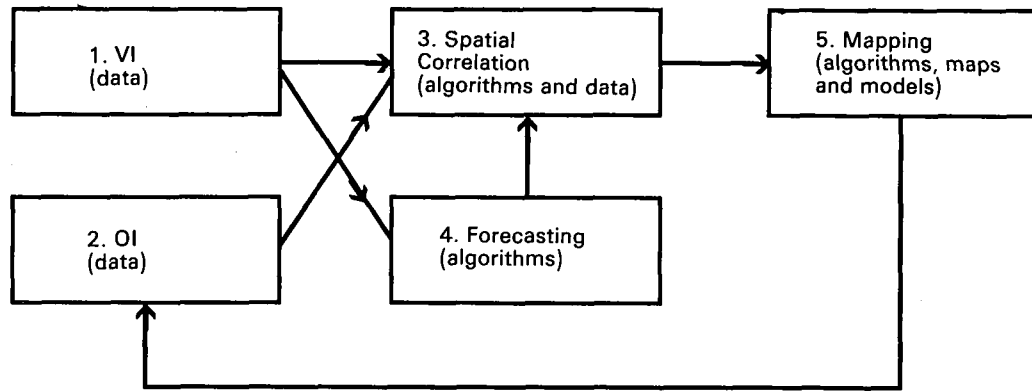 1. VI
(data)
3. Spatial
Correlation
(algorithms and data)
5. Mapping
(algorithms, maps
and models)
2. OI
(data)
4. Forecasting
(algorithms)